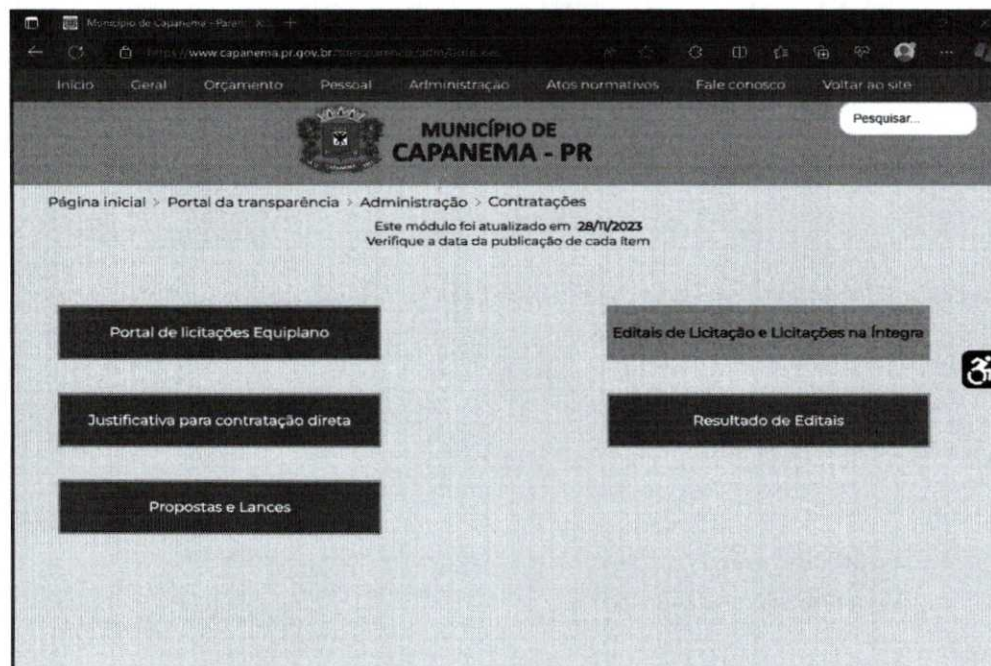 Município de Capanema - Paraná
https://www.capanema.pr.gov.br/
Início Geral Orçamento Pessoal Administração Atos normativos Fale conosco Voltar ao site
Pesquisar...
MUNICÍPIO DE
CAPANEMA - PR
Página inicial > Portal da transparência > Administração > Contratações
Este módulo foi atualizado em 28/11/2023
Verifique a data da publicação de cada ítem
Portal de licitações Equiplano
Editais de Licitação e Licitações na Íntegra
Justificativa para contratação direta
Resultado de Editais
Propostas e Lances